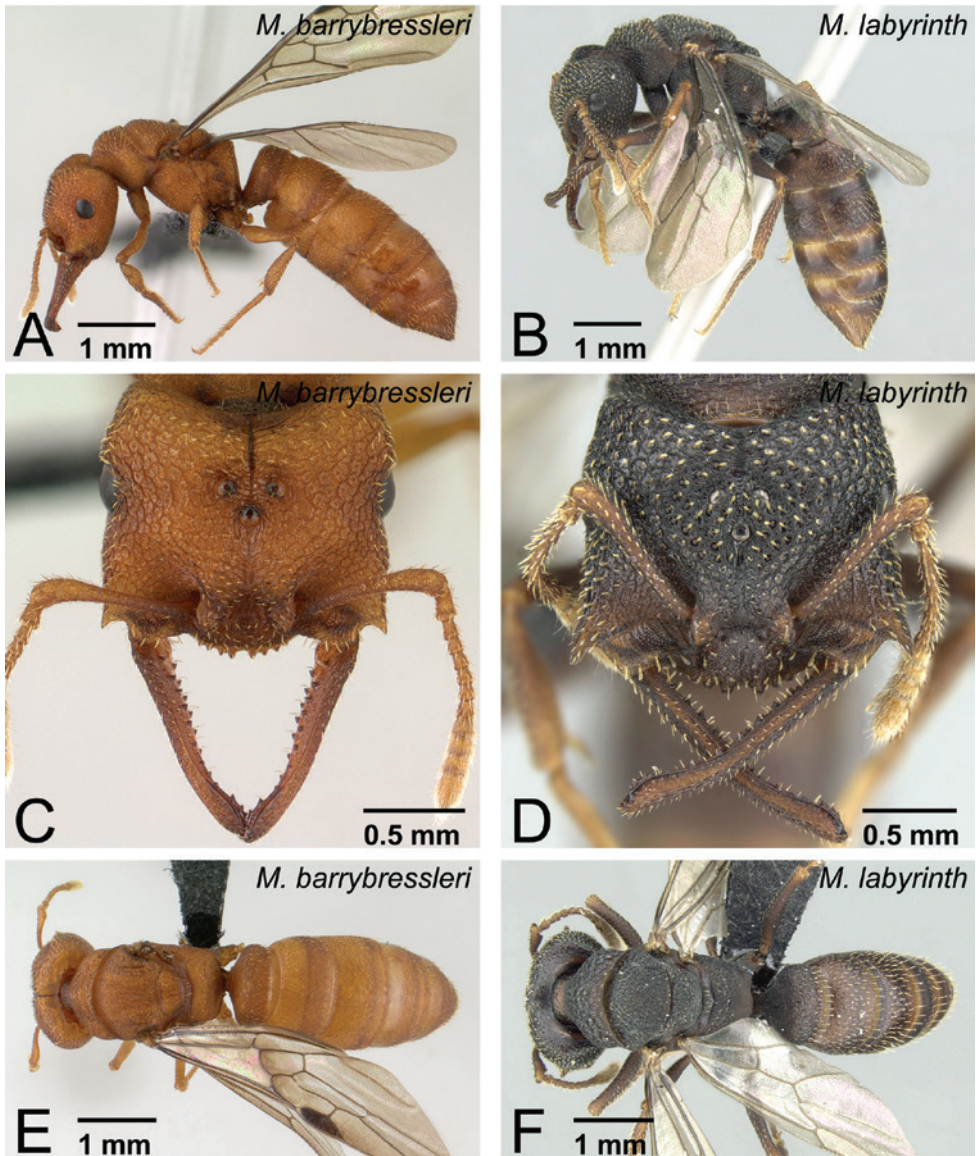 M. barrybressleri
A
1 mm
M. labyrinth
B
1 mm
M. barrybressleri
C
0.5 mm
M. labyrinth
D
0.5 mm
M. barrybressleri
E
1 mm
M. labyrinth
F
1 mm